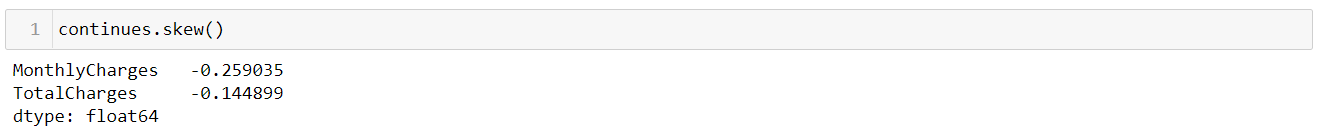 1 continues.skew()
MonthlyCharges -0.259035
TotalCharges -0.144899
dtype: float64